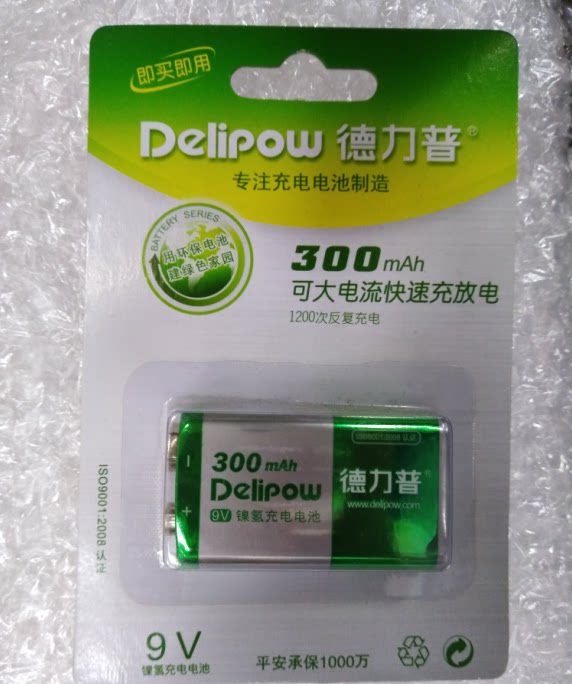 即买即用
Delipow 德力普®
专注充电电池制造
BATTERY SERIES
用环保电池
建绿色家园
300 mAh
可大电流快速充放电
1200次反复充电
300 mAh
Delipow
9V 镍氢充电电池
德力普®
www.delipow.com
- +
ISO9001:2008 认证
9V
镍氢充电电池
平安承保1000万